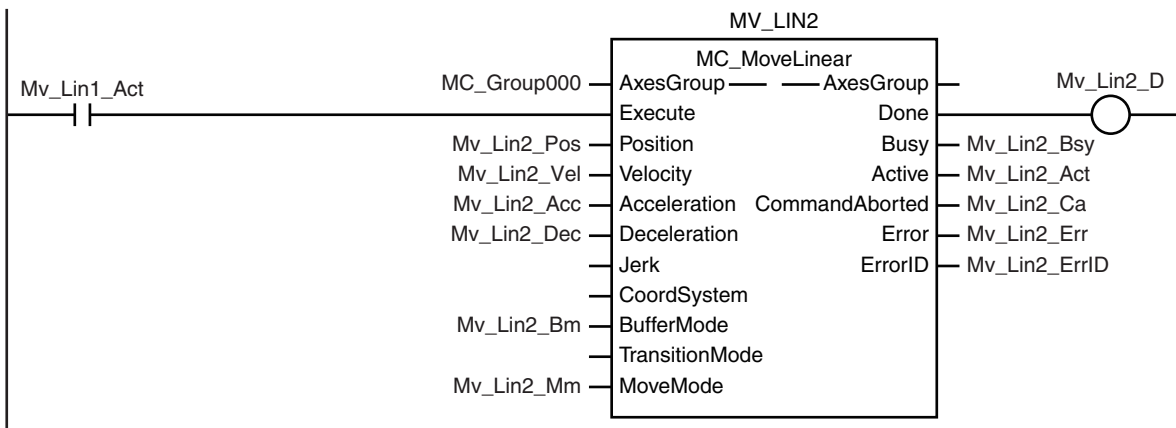 MV_LIN2
MC_MoveLinear
Mv_Lin1_Act
MC_Group000 AxesGroup AxesGroup Mv_Lin2_D
Execute Done
Mv_Lin2_Pos Position Busy Mv_Lin2_Bsy
Mv_Lin2_Vel Velocity Active Mv_Lin2_Act
Mv_Lin2_Acc Acceleration CommandAborted Mv_Lin2_Ca
Mv_Lin2_Dec Deceleration Error Mv_Lin2_Err
Jerk ErrorID Mv_Lin2_ErrID
CoordSystem
Mv_Lin2_Bm BufferMode
TransitionMode
Mv_Lin2_Mm MoveMode